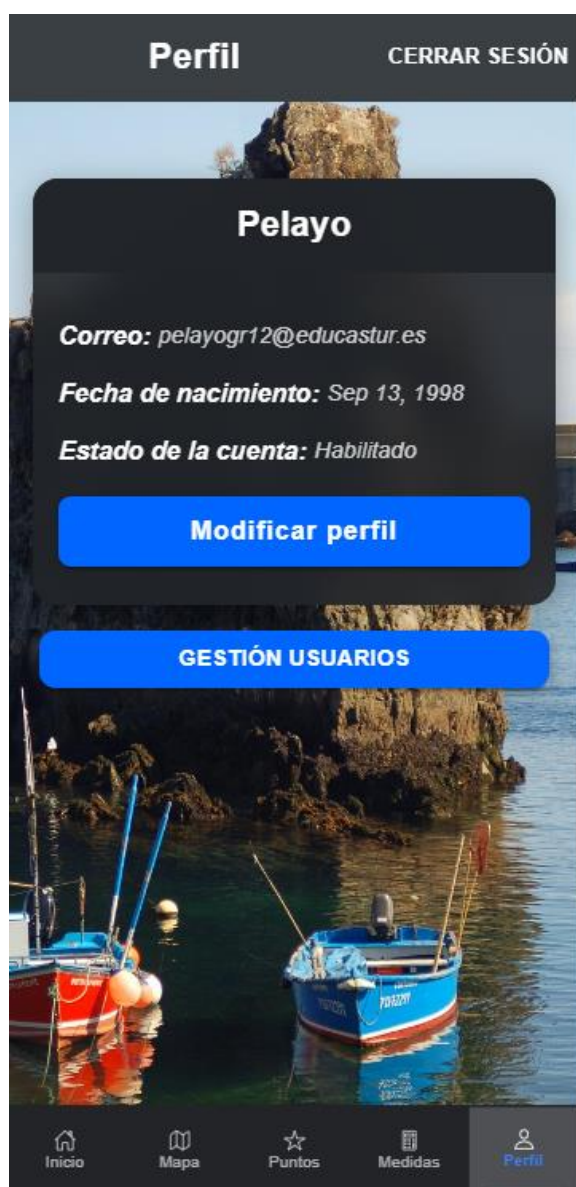 Perfil
CERRAR SESIÓN
Pelayo
Correo: pelayogr12@educastur.es
Fecha de nacimiento: Sep 13, 1998
Estado de la cuenta: Habilitado
Modificar perfil
GESTIÓN USUARIOS
Inicio
Mapa
Puntos
Medidas
Perfil